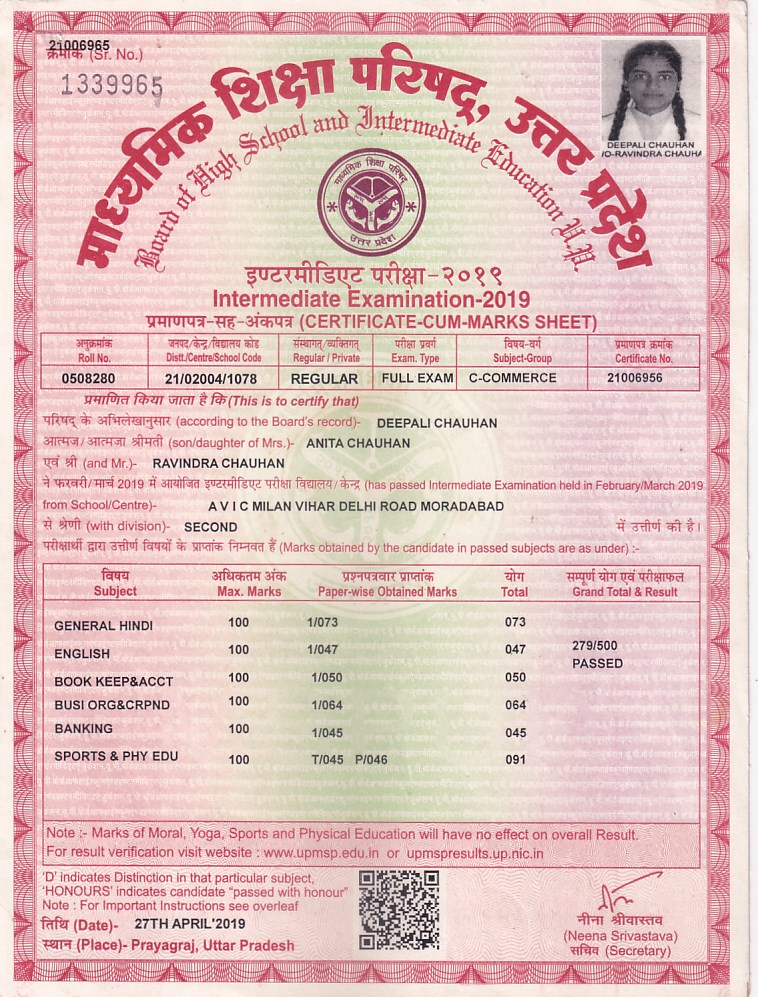 21006965
क्रमांक (Sr. No.)
1339965
माध्यमिक शिक्षा परिषद्, उत्तर प्रदेश
Board of High School and Intermediate Education U.P.
DEEPALI CHAUHAN
/O-RAVINDRA CHAUHA
माध्यमिक शिक्षा परिषद
उत्तर प्रदेश
इण्टरमीडिएट परीक्षा-२०१९
Intermediate Examination-2019
प्रमाणपत्र-सह-अंकपत्र (CERTIFICATE-CUM-MARKS SHEET)
अनुक्रमांक जनपद/केन्द्र/विद्यालय कोड संस्थागत/व्यक्तिगत परीक्षा प्रवर्ग विषय-वर्ग प्रमाणपत्र क्रमांक
Roll No. Distt./Centre/School Code Regular / Private Exam. Type Subject-Group Certificate No.
0508280 21/02004/1078 REGULAR FULL EXAM C-COMMERCE 21006956
प्रमाणित किया जाता है कि (This is to certify that)
परिषद् के अभिलेखानुसार (according to the Board's record)- DEEPALI CHAUHAN
आत्मज/आत्मजा श्रीमती (son/daughter of Mrs.)- ANITA CHAUHAN
एवं श्री (and Mr.)- RAVINDRA CHAUHAN
ने फरवरी/मार्च 2019 में आयोजित इण्टरमीडिएट परीक्षा विद्यालय/केन्द्र (has passed Intermediate Examination held in February/March 2019
from School/Centre)- A V I C MILAN VIHAR DELHI ROAD MORADABAD
से श्रेणी (with division)- SECOND में उत्तीर्ण की है।
परीक्षार्थी द्वारा उत्तीर्ण विषयों के प्राप्तांक निम्नवत हैं (Marks obtained by the candidate in passed subjects are as under) :-
विषय अधिकतम अंक प्रश्नपत्रवार प्राप्तांक योग सम्पूर्ण योग एवं परीक्षाफल
Subject Max. Marks Paper-wise Obtained Marks Total Grand Total & Result
GENERAL HINDI 100 1/073 073
ENGLISH 100 1/047 047 279/500
PASSED
BOOK KEEP&ACCT 100 1/050 050
BUSI ORG&CRPND 100 1/064 064
BANKING 100 1/045 045
SPORTS & PHY EDU 100 T/045 P/046 091
Note :- Marks of Moral, Yoga, Sports and Physical Education will have no effect on overall Result.
For result verification visit website : www.upmsp.edu.in or upmspresults.up.nic.in
'D' indicates Distinction in that particular subject,
'HONOURS' indicates candidate "passed with honour"
Note : For Important Instructions see overleaf
तिथि (Date)- 27TH APRIL'2019
स्थान (Place)- Prayagraj, Uttar Pradesh
नीना श्रीवास्तव
(Neena Srivastava)
सचिव (Secretary)